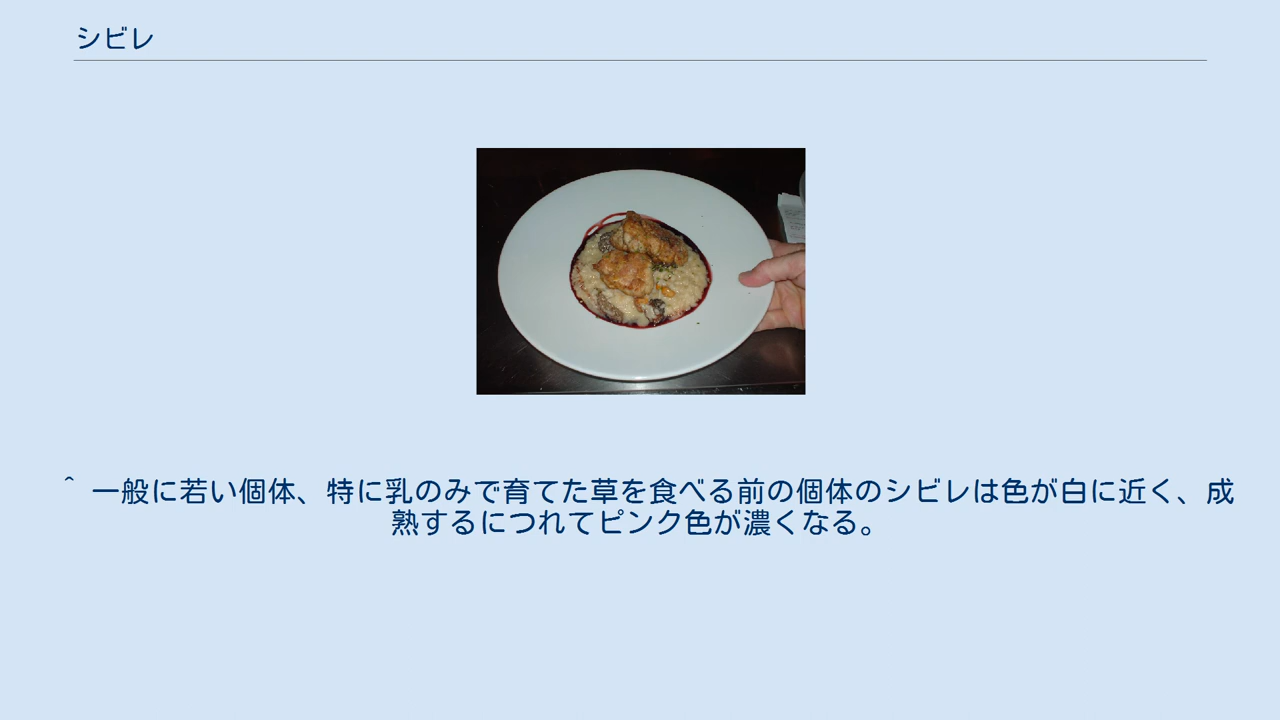 シビレ
^ 一般に若い個体、特に乳のみで育てた草を食べる前の個体のシビレは色が白に近く、成
熟するにつれてピンク色が濃くなる。